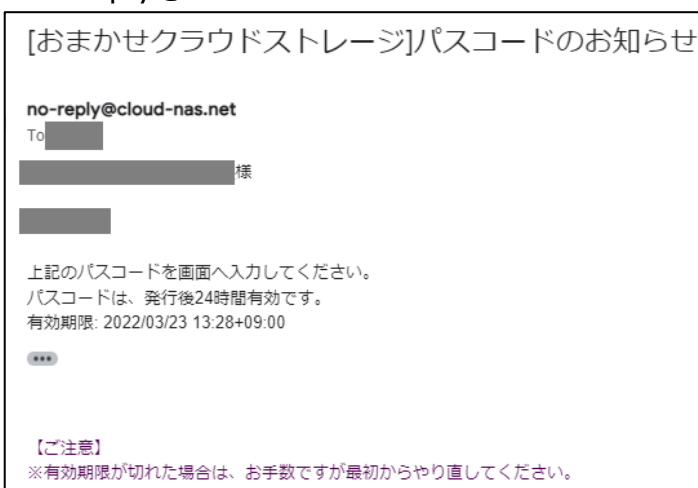 [おまかせクラウドストレージ]パスコードのお知らせ
no-reply@cloud-nas.net
To
様
上記のパスコードを画面へ入力してください。
パスコードは、発行後24時間有効です。
有効期限: 2022/03/23 13:28+09:00
【ご注意】
※有効期限が切れた場合は、お手数ですが最初からやり直してください。